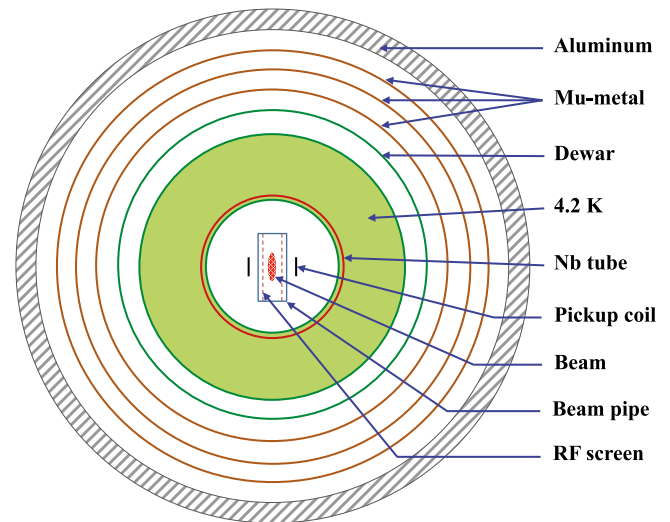 Aluminum
Mu-metal
Dewar
4.2 K
Nb tube
Pickup coil
Beam
Beam pipe
RF screen